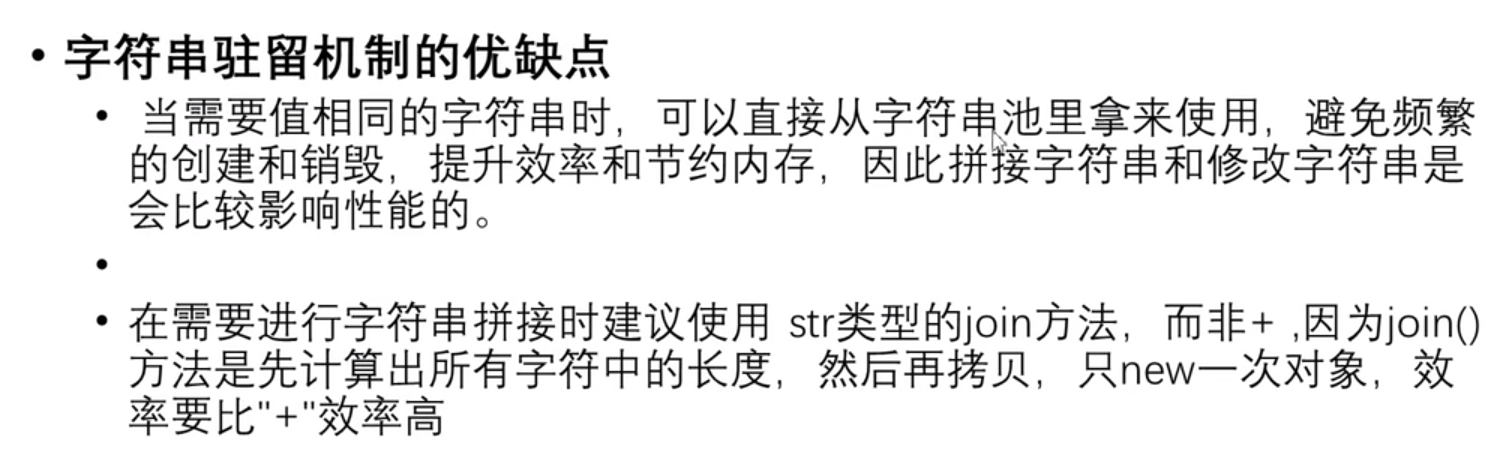 • 字符串驻留机制的优缺点
• 当需要值相同的字符串时，可以直接从字符串池里拿来使用，避免频繁
的创建和销毁，提升效率和节约内存，因此拼接字符串和修改字符串是
会比较影响性能的。
•
• 在需要进行字符串拼接时建议使用 str类型的join方法，而非+ ,因为join()
方法是先计算出所有字符中的长度，然后再拷贝，只new一次对象，效
率要比"+"效率高